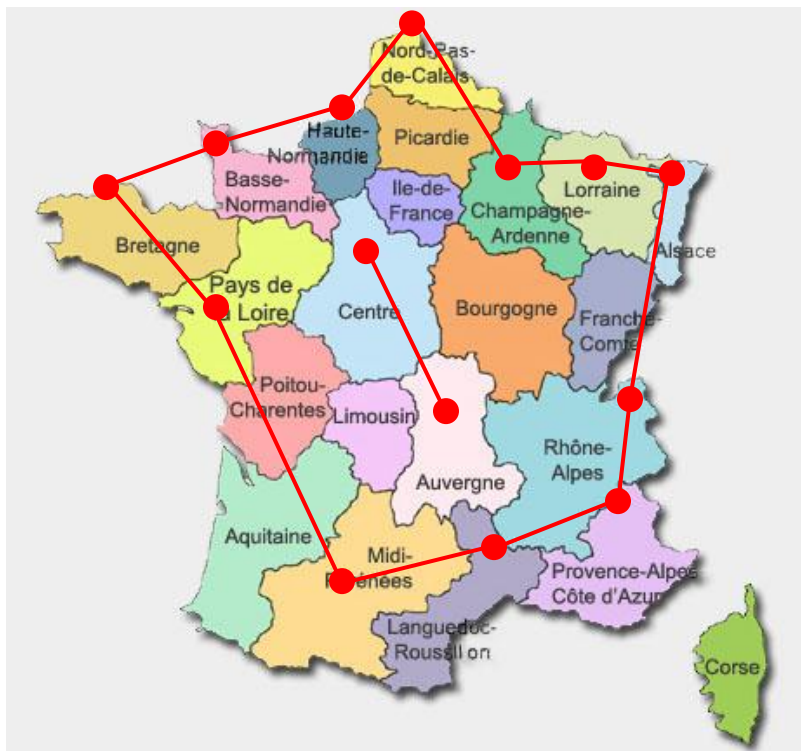 Nord-Pas-
de-Calais
Haute-
Normandie
Picardie
Basse-
Normandie
Ile-de-
France
Champagne-
Ardenne
Lorraine
Alsace
Bretagne
Pays de
la Loire
Centre
Bourgogne
Franche-
Comté
Poitou-
Charentes
Limousin
Auvergne
Rhône-
Alpes
Aquitaine
Midi-
Pyrénées
Languedoc-
Roussillon
Provence-Alpes
Côte d'Azur
Corse